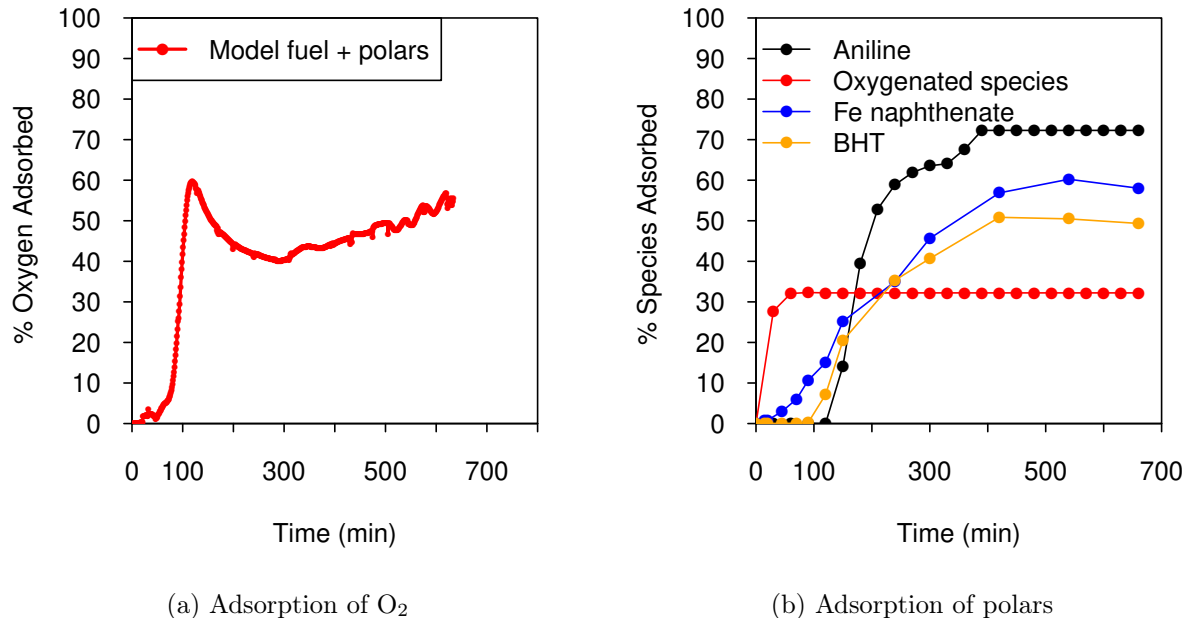 100
90
80
70
60
50
40
30
20
10
0
% Oxygen Adsorbed
Model fuel + polars
0 100 300 500 700
Time (min)
(a) Adsorption of O₂
100
90
80
70
60
50
40
30
20
10
0
% Species Adsorbed
Aniline
Oxygenated species
Fe naphthenate
BHT
0 100 300 500 700
Time (min)
(b) Adsorption of polars